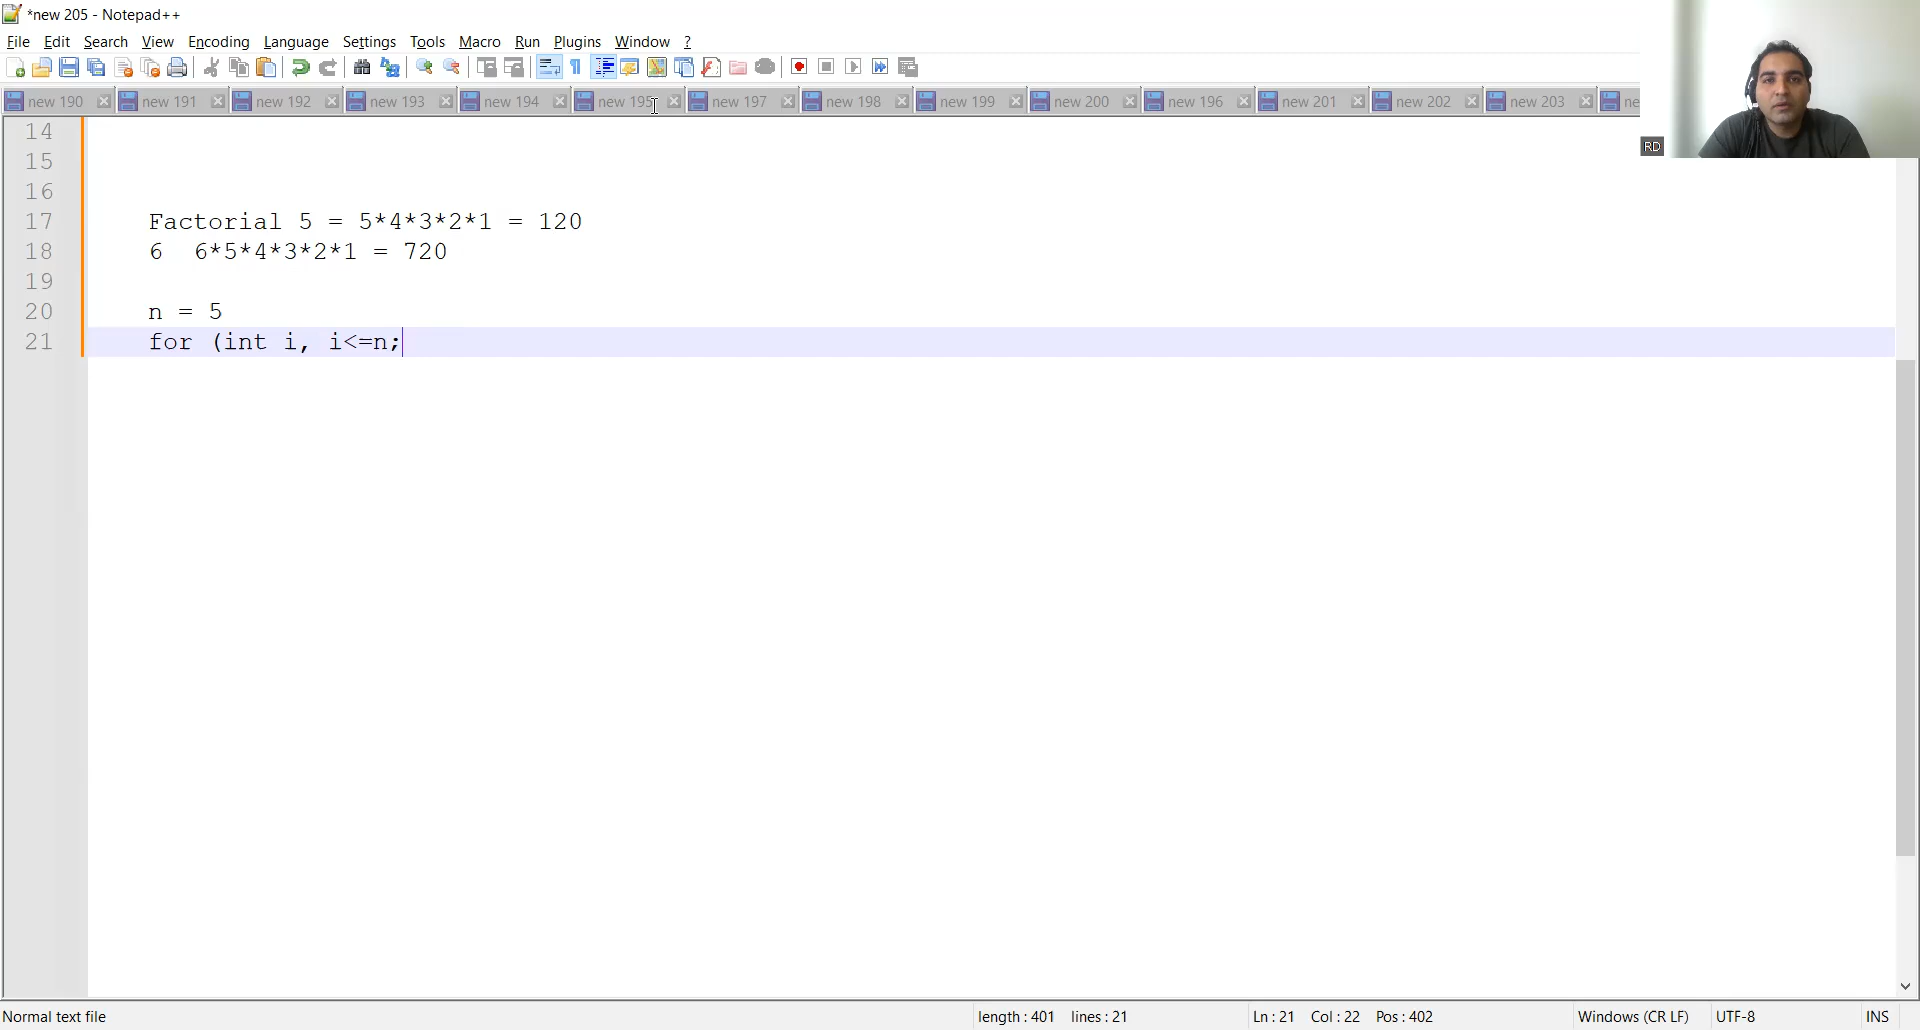 *new 205 - Notepad++
File Edit Search View Encoding Language Settings Tools Macro Run Plugins Window ?
new 190 new 191 new 192 new 193 new 194 new 195 new 197 new 198 new 199 new 200 new 196 new 201 new 202 new 203 ne
RD
14
15
16
17 Factorial 5 = 5*4*3*2*1 = 120
18 6 6*5*4*3*2*1 = 720
19
20 n = 5
21 for (int i, i<=n;
Normal text file length : 401 lines : 21 Ln : 21 Col : 22 Pos : 402 Windows (CR LF) UTF-8 INS